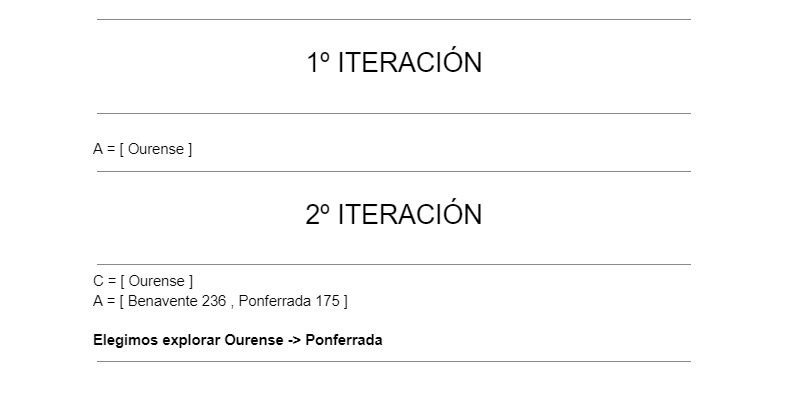 1º ITERACIÓN
A = [ Ourense ]
2º ITERACIÓN
C = [ Ourense ]
A = [ Benavente 236 , Ponferrada 175 ]
Elegimos explorar Ourense -> Ponferrada